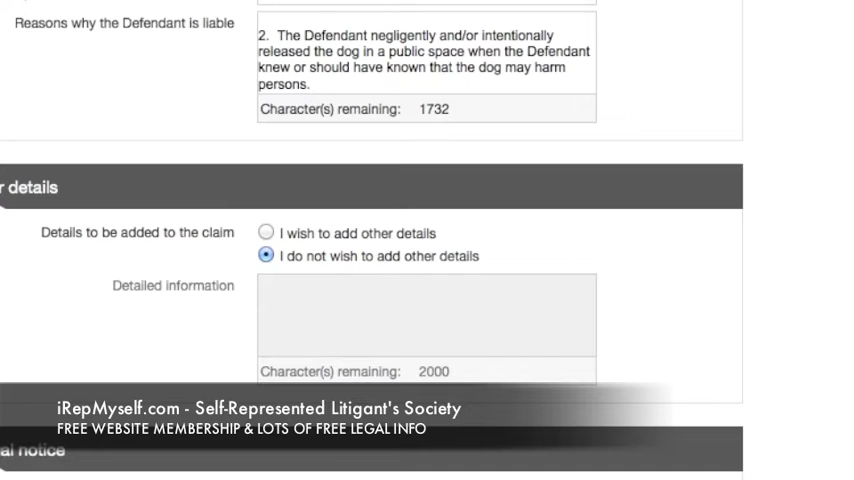 Reasons why the Defendant is liable
2. The Defendant negligently and/or intentionally
released the dog in a public space when the Defendant
knew or should have known that the dog may harm
persons.
Character(s) remaining: 1732
r details
Details to be added to the claim
I wish to add other details
I do not wish to add other details
Detailed information
Character(s) remaining: 2000
iRepMyself.com - Self-Represented Litigant's Society
FREE WEBSITE MEMBERSHIP & LOTS OF FREE LEGAL INFO
al notice